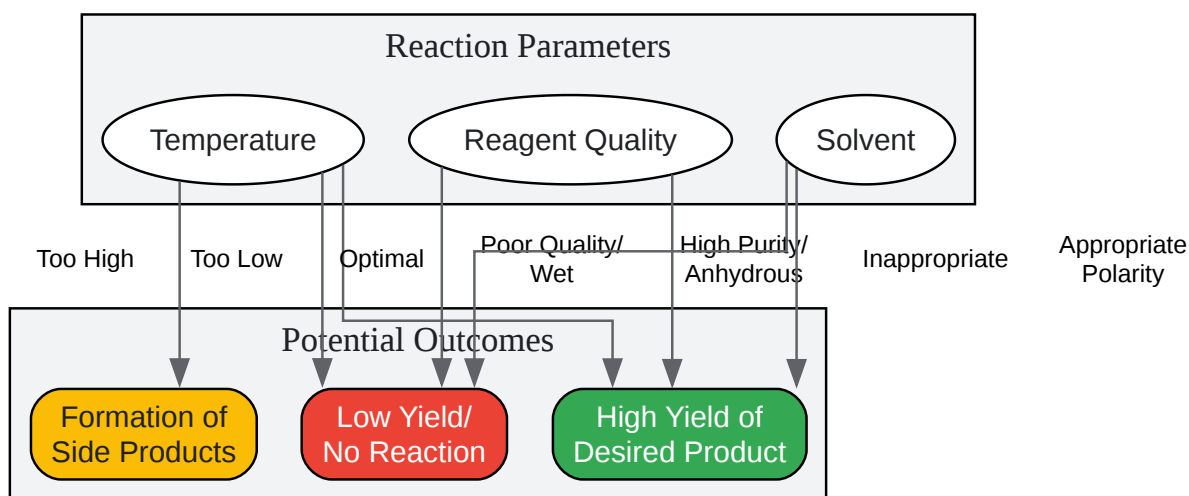 Reaction Parameters
Temperature
Reagent Quality
Solvent
Too High
Too Low
Optimal
Poor Quality/
Wet
High Purity/
Anhydrous
Inappropriate
Appropriate
Polarity
Potential Outcomes
Formation of
Side Products
Low Yield/
No Reaction
High Yield of
Desired Product